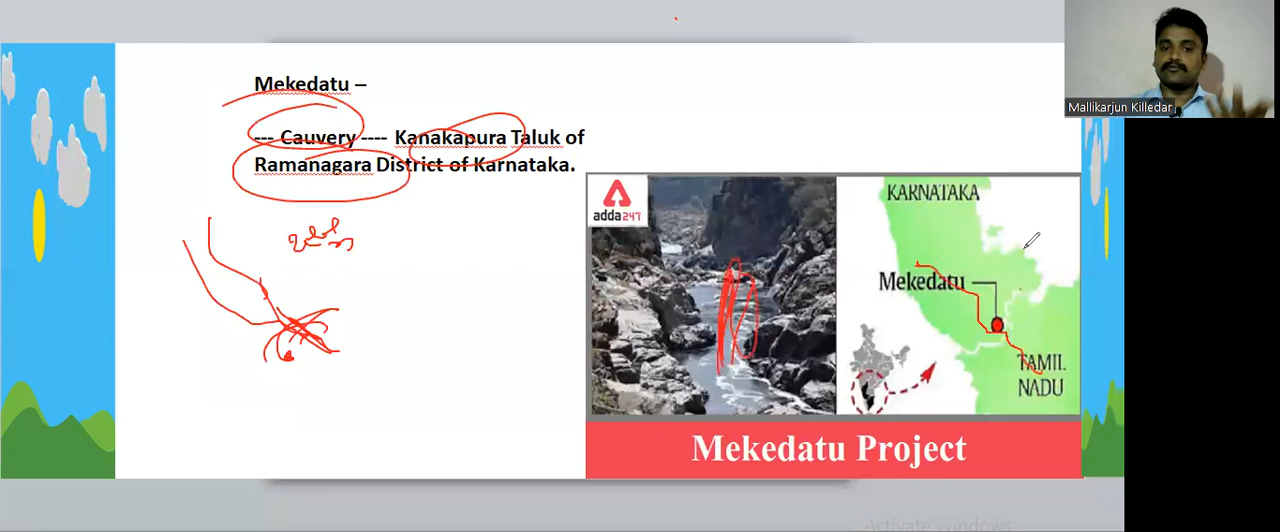 Mekedatu –
--- Cauvery ---- Kanakapura Taluk of
Ramanagara District of Karnataka.
Mallikarjun Killedar
adda247
KARNATAKA
Mekedatu
TAMIL
NADU
Mekedatu Project
Activate Windows